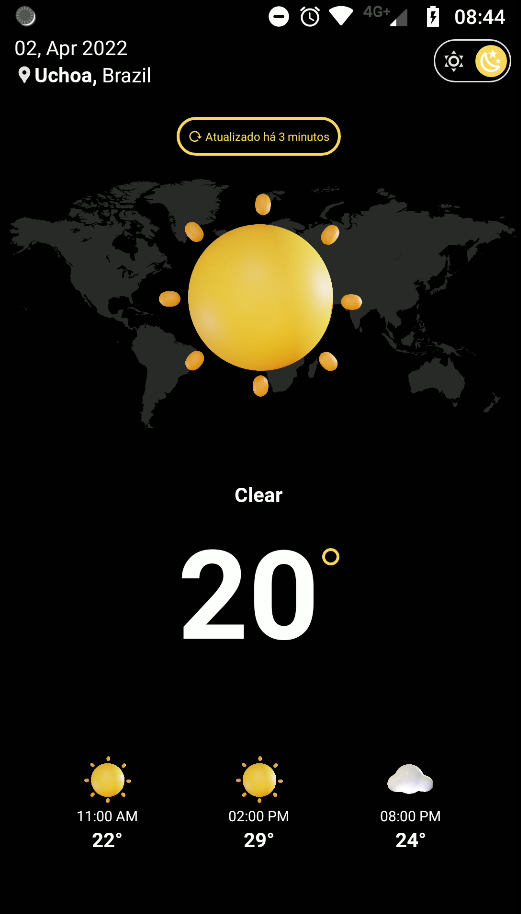 4G+ 08:44
02, Apr 2022
Uchoa, Brazil
Atualizado há 3 minutos
Clear
20°
11:00 AM 02:00 PM 08:00 PM
22° 29° 24°